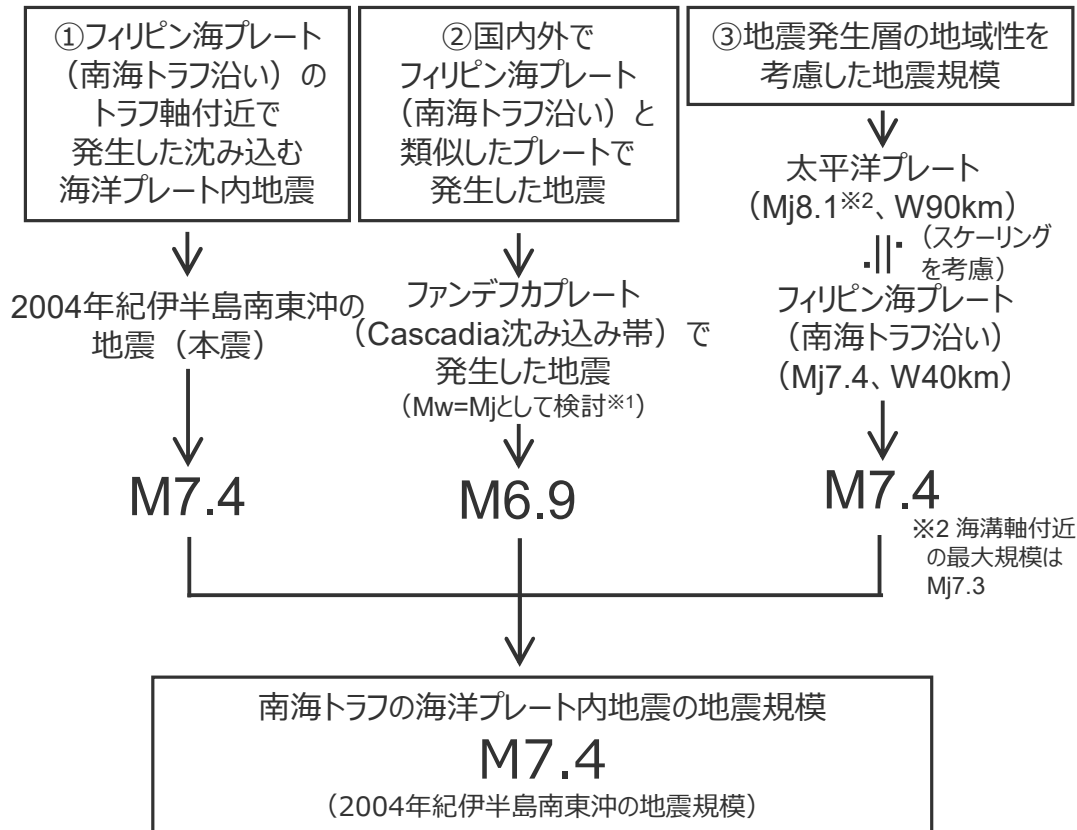 ①フィリピン海プレート
（南海トラフ沿い）の
トラフ軸付近で
発生した沈み込む
海洋プレート内地震
2004年紀伊半島南東沖の
地震（本震）
M7.4
②国内外で
フィリピン海プレート
（南海トラフ沿い）と
類似したプレートで
発生した地震
ファンデフカプレート
（Cascadia沈み込み帯）で
発生した地震
（Mw=Mjとして検討※1）
M6.9
③地震発生層の地域性を
考慮した地震規模
太平洋プレート
（Mj8.1※2、W90km）
（スケーリング
を考慮）
フィリピン海プレート
（南海トラフ沿い）
（Mj7.4、W40km）
M7.4
※2 海溝軸付近
の最大規模は
Mj7.3
南海トラフの海洋プレート内地震の地震規模
M7.4
（2004年紀伊半島南東沖の地震規模）